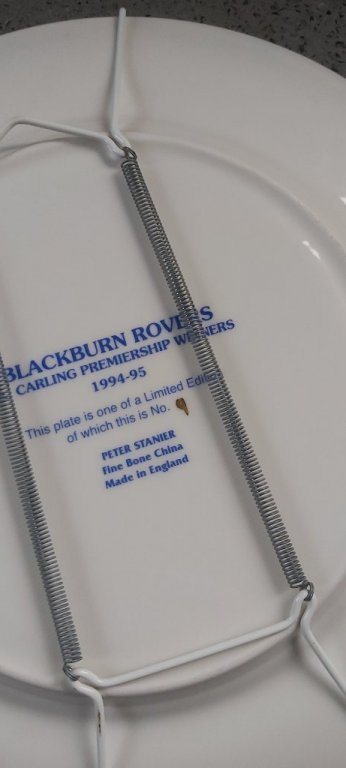 BLACKBURN ROVERS
CARLING PREMIERSHIP WINNERS
1994-95
This plate is one of a Limited Edition
of which this is No.
PETER STANIER
Fine Bone China
Made in England